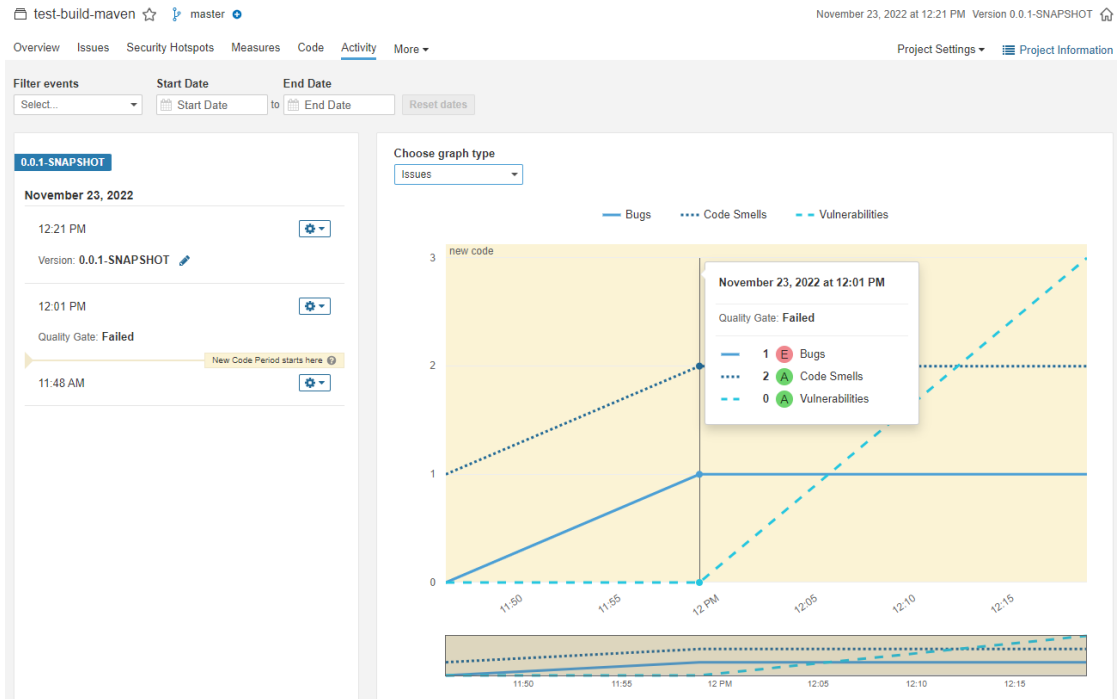 test-build-maven master November 23, 2022 at 12:21 PM Version 0.0.1-SNAPSHOT
Overview Issues Security Hotspots Measures Code Activity More Project Settings Project Information
Filter events Start Date End Date
Select... Start Date to End Date Reset dates
0.0.1-SNAPSHOT
November 23, 2022
12:21 PM
Version: 0.0.1-SNAPSHOT
12:01 PM
Quality Gate: Failed
New Code Period starts here ?
11:48 AM
Choose graph type
Issues
Bugs Code Smells Vulnerabilities
new code
3
2
1
0
November 23, 2022 at 12:01 PM
Quality Gate: Failed
1 E Bugs
2 A Code Smells
0 A Vulnerabilities
11:50 11:55 12 PM 12:05 12:10 12:15
11:50 11:55 12 PM 12:05 12:10 12:15